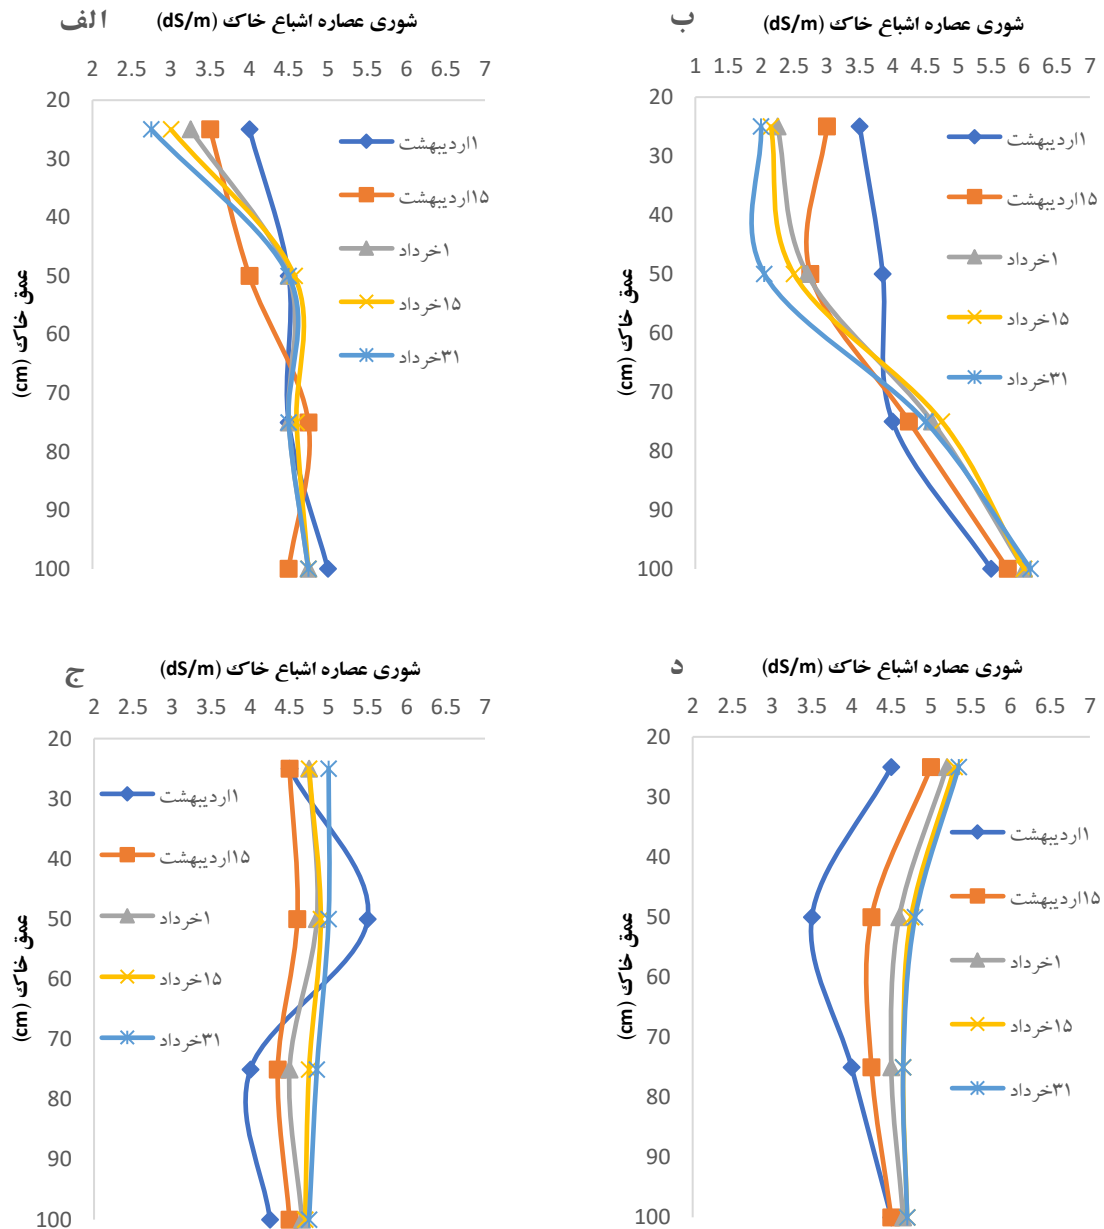 الف
شوری عصاره اشباع خاک (dS/m)
2 2.5 3 3.5 4 4.5 5 5.5 6 6.5 7
20
30
40
50
60
70
80
90
100
عمق خاک (cm)
۱اردیبهشت
۱۵اردیبهشت
۱خرداد
۱۵خرداد
۳۱خرداد
ب
شوری عصاره اشباع خاک (dS/m)
1 1.5 2 2.5 3 3.5 4 4.5 5 5.5 6 6.5 7
20
30
40
50
60
70
80
90
100
عمق خاک (cm)
۱اردیبهشت
۱۵اردیبهشت
۱خرداد
۱۵خرداد
۳۱خرداد
ج
شوری عصاره اشباع خاک (dS/m)
2 2.5 3 3.5 4 4.5 5 5.5 6 6.5 7
20
30
40
50
60
70
80
90
100
عمق خاک (cm)
۱اردیبهشت
۱۵اردیبهشت
۱خرداد
۱۵خرداد
۳۱خرداد
د
شوری عصاره اشباع خاک (dS/m)
2 2.5 3 3.5 4 4.5 5 5.5 6 6.5 7
20
30
40
50
60
70
80
90
100
عمق خاک (cm)
۱اردیبهشت
۱۵اردیبهشت
۱خرداد
۱۵خرداد
۳۱خرداد